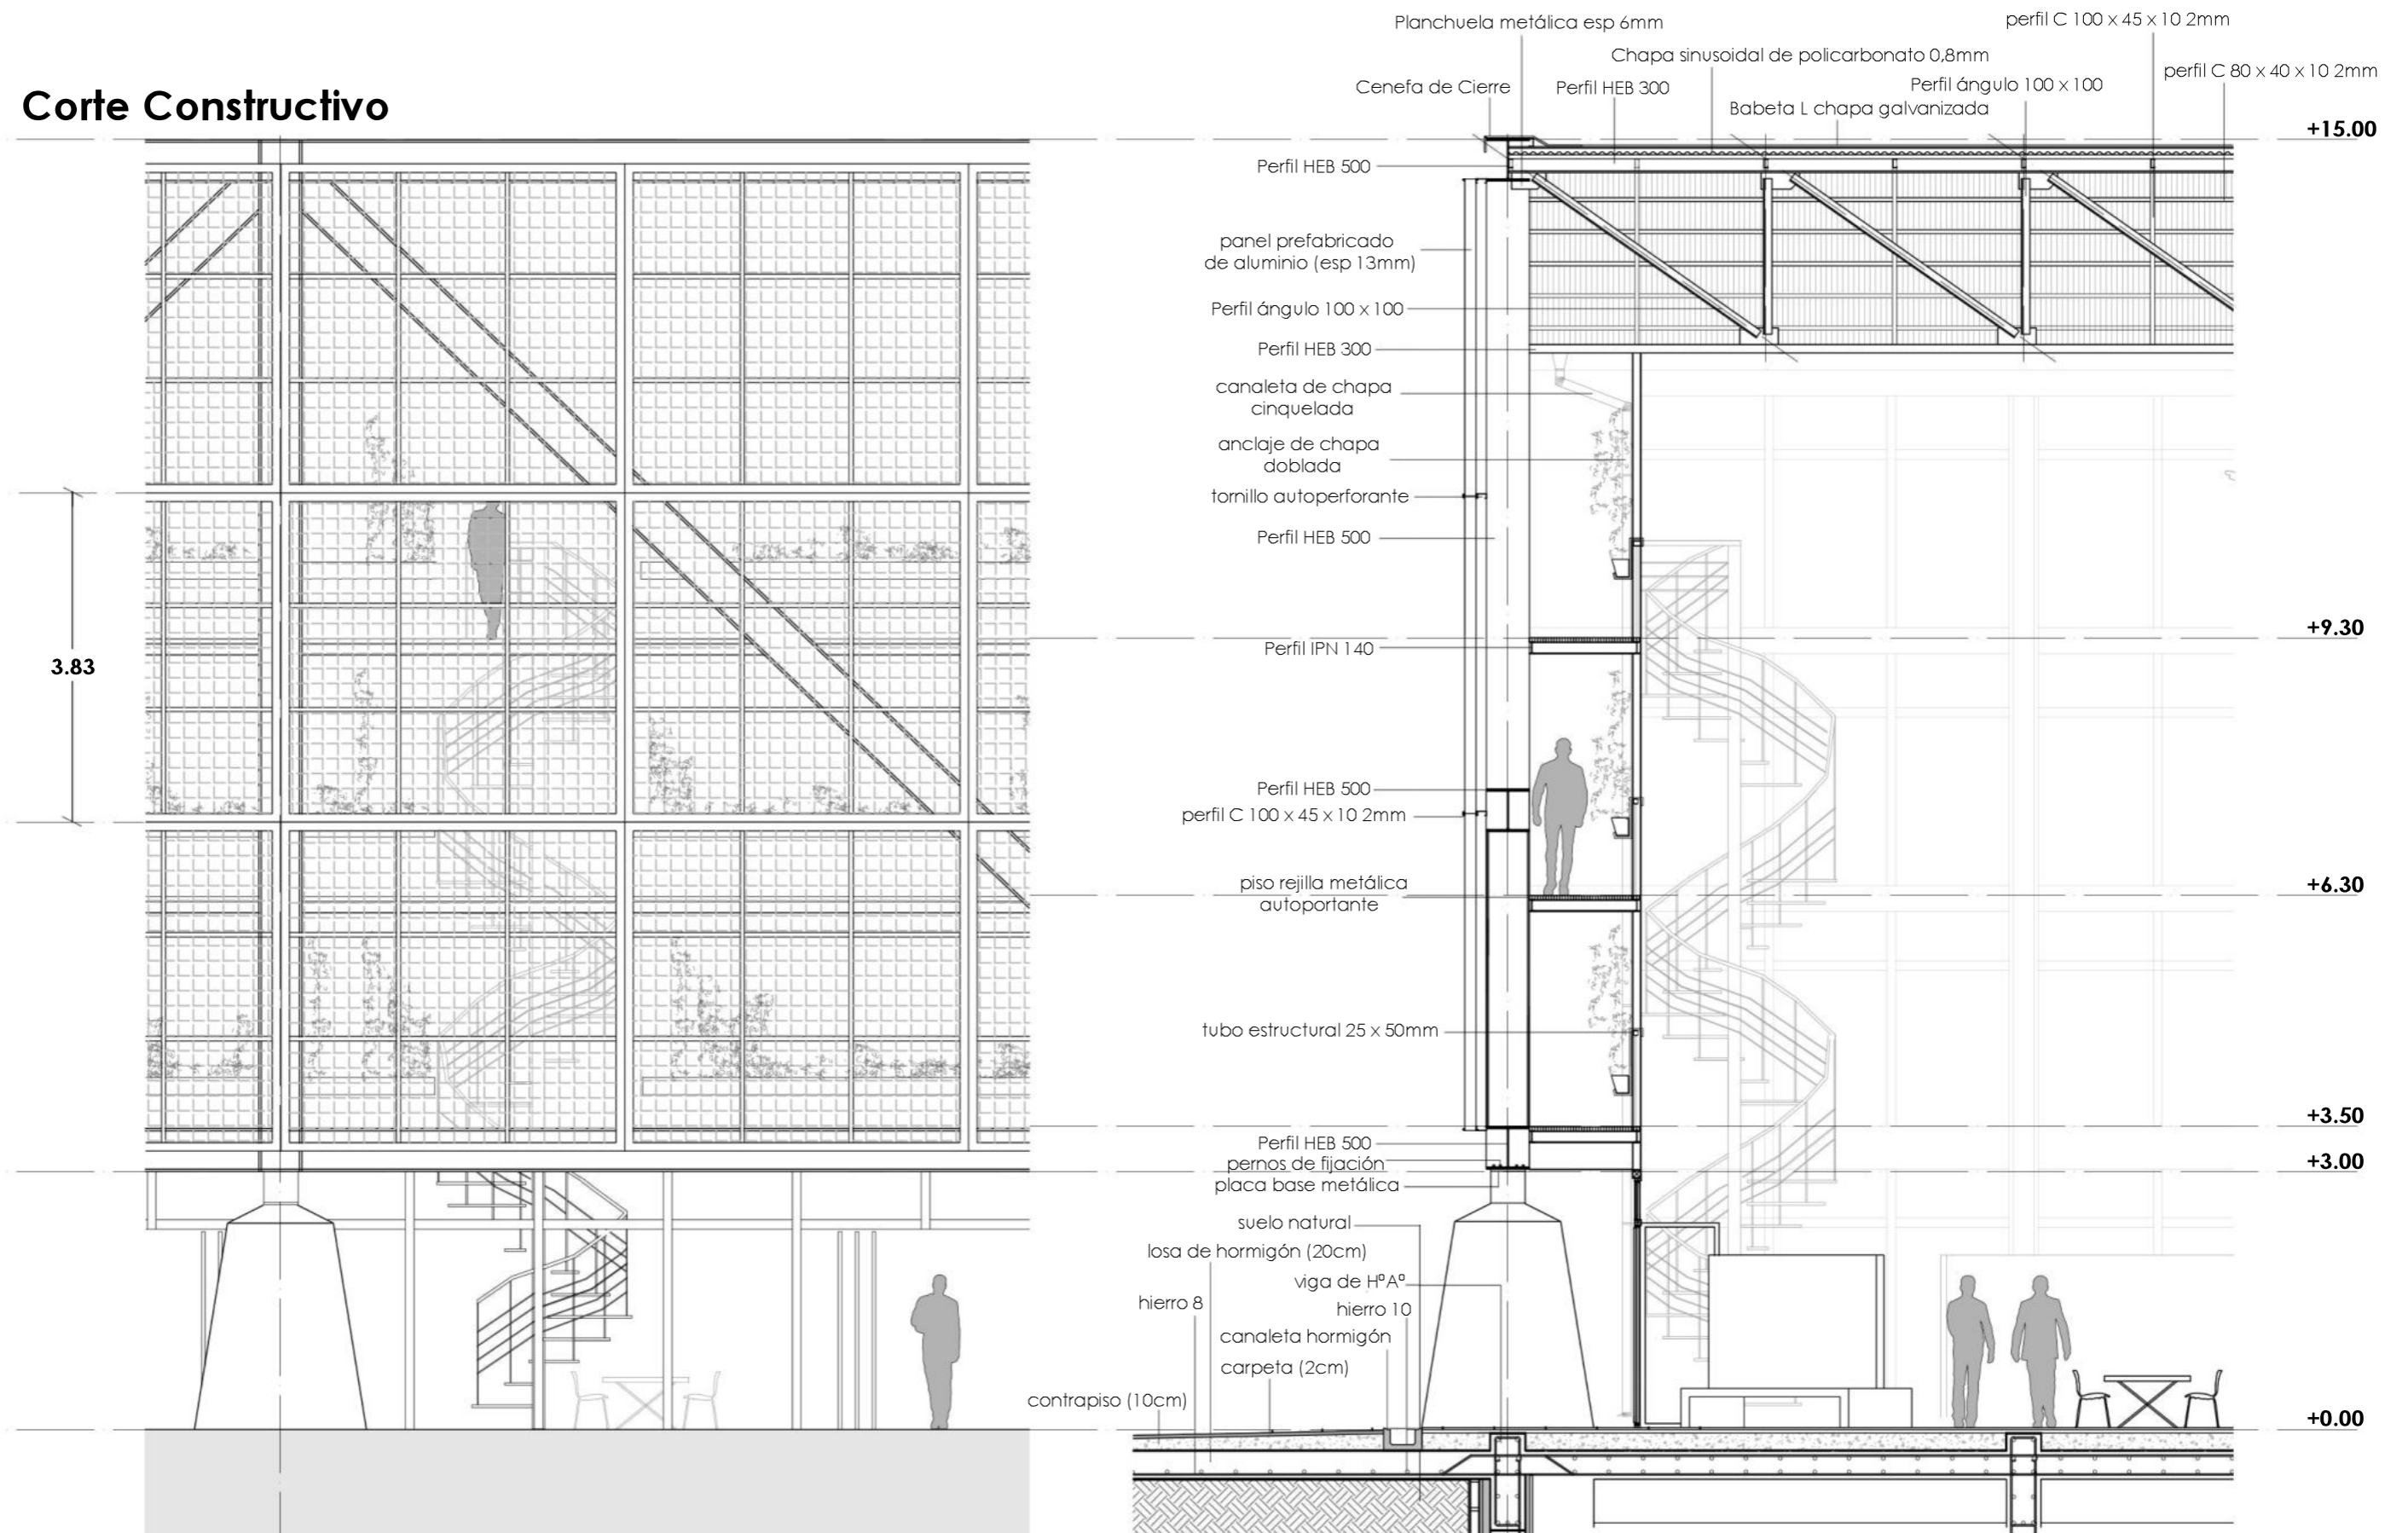 Corte Constructivo
Planchuela metálica esp 6mm
perfil C 100 x 45 x 10 2mm
Chapa sinusoidal de policarbonato 0,8mm
perfil C 80 x 40 x 10 2mm
Cenefa de Cierre
Perfil HEB 300
Perfil ángulo 100 x 100
Babeta L chapa galvanizada
+15.00
Perfil HEB 500
panel prefabricado
de aluminio (esp 13mm)
Perfil ángulo 100 x 100
Perfil HEB 300
canaleta de chapa
cinquelada
anclaje de chapa
doblada
tornillo autoperforante
Perfil HEB 500
+9.30
Perfil IPN 140
3.83
Perfil HEB 500
perfil C 100 x 45 x 10 2mm
piso rejilla metálica
autoportante
+6.30
tubo estructural 25 x 50mm
+3.50
Perfil HEB 500
pernos de fijación
+3.00
placa base metálica
suelo natural
losa de hormigón (20cm)
viga de HºAº
hierro 8
hierro 10
canaleta hormigón
carpeta (2cm)
contrapiso (10cm)
+0.00